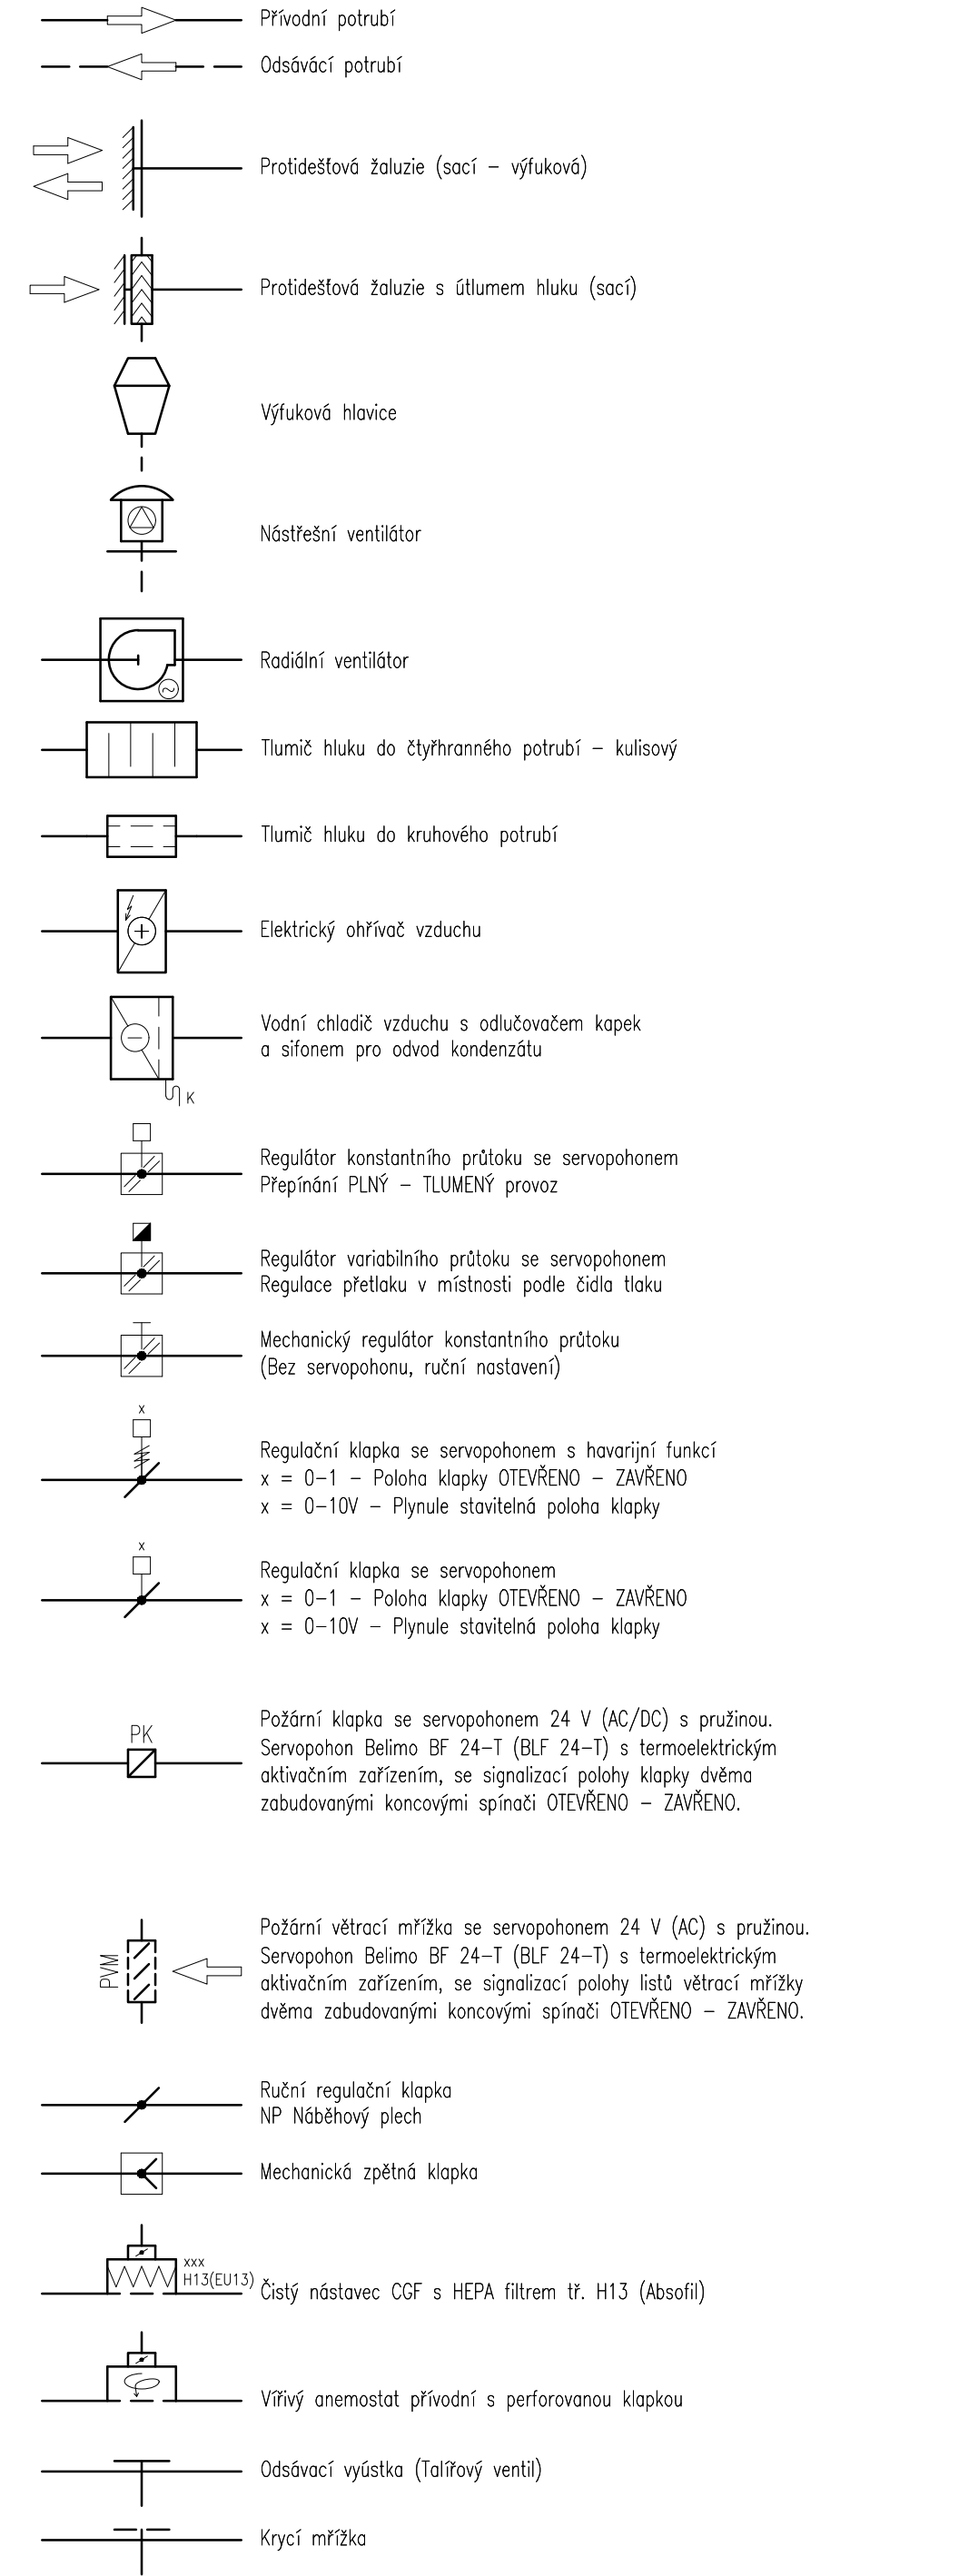 Přívodní potrubí
Odsávácí potrubí
Protidešťová žaluzie (sací – výfuková)
Protidešťová žaluzie s útlumem hluku (sací)
Výfuková hlavice
Nástřešní ventilátor
Radiální ventilátor
Tlumič hluku do čtyřhranného potrubí – kulisový
Tlumič hluku do kruhového potrubí
Elektrický ohřívač vzduchu
Vodní chladič vzduchu s odlučovačem kapek
a sifonem pro odvod kondenzátu
K
Regulátor konstantního průtoku se servopohonem
Přepínání PLNÝ – TLUMENÝ provoz
Regulátor variabilního průtoku se servopohonem
Regulace přetlaku v místnosti podle čidla tlaku
Mechanický regulátor konstantního průtoku
(Bez servopohonu, ruční nastavení)
x
Regulační klapka se servopohonem s havarijní funkcí
x = 0–1 – Poloha klapky OTEVŘENO – ZAVŘENO
x = 0–10V – Plynule stavitelná poloha klapky
x
Regulační klapka se servopohonem
x = 0–1 – Poloha klapky OTEVŘENO – ZAVŘENO
x = 0–10V – Plynule stavitelná poloha klapky
PK
Požární klapka se servopohonem 24 V (AC/DC) s pružinou.
Servopohon Belimo BF 24–T (BLF 24–T) s termoelektrickým
aktivačním zařízením, se signalizací polohy klapky dvěma
zabudovanými koncovými spínači OTEVŘENO – ZAVŘENO.
PVM
Požární větrací mřížka se servopohonem 24 V (AC) s pružinou.
Servopohon Belimo BF 24–T (BLF 24–T) s termoelektrickým
aktivačním zařízením, se signalizací polohy listů větrací mřížky
dvěma zabudovanými koncovými spínači OTEVŘENO – ZAVŘENO.
Ruční regulační klapka
NP Náběhový plech
Mechanická zpětná klapka
xxx
H13(EU13)
Čistý nástavec CGF s HEPA filtrem tř. H13 (Absofil)
Vířivý anemostat přívodní s perforovanou klapkou
Odsávací vyústka (Talířový ventil)
Krycí mřížka